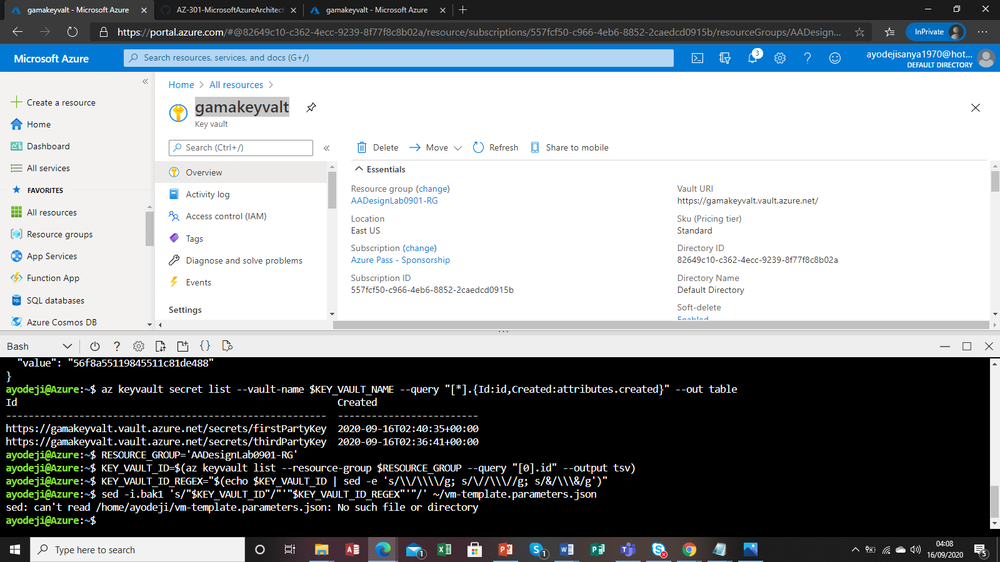 gamakeyvalt - Microsoft Azure
AZ-301-MicrosoftAzureArchitect
gamakeyvalt - Microsoft Azure
https://portal.azure.com/#@82649c10-c362-4ecc-9239-8f77f8c8b02a/resource/subscriptions/557fcf50-c966-4eb6-8852-2caedcd0915b/resourceGroups/AADesign...
InPrivate
Microsoft Azure
Search resources, services, and docs (G+/)
3
ayodejisanya1970@hot...
DEFAULT DIRECTORY
Create a resource
Home
Dashboard
All services
FAVORITES
All resources
Resource groups
App Services
Function App
SQL databases
Azure Cosmos DB
Home > All resources >
gamakeyvalt
Key vault
Search (Ctrl+/)
Overview
Activity log
Access control (IAM)
Tags
Diagnose and solve problems
Events
Settings
Delete
Move
Refresh
Share to mobile
Essentials
Resource group (change)
AADesignLab0901-RG
Location
East US
Subscription (change)
Azure Pass - Sponsorship
Subscription ID
557fcf50-c966-4eb6-8852-2caedcd0915b
Vault URI
https://gamakeyvalt.vault.azure.net/
Sku (Pricing tier)
Standard
Directory ID
82649c10-c362-4ecc-9239-8f77f8c8b02a
Directory Name
Default Directory
Soft-delete
Enabled
Bash
"value": "56f8a55119845511c81de488"
}
ayodeji@Azure:~$ az keyvault secret list --vault-name $KEY_VAULT_NAME --query "[*].{Id:id,Created:attributes.created}" --out table
Id Created
--------------------------------------------------------- -------------------------
https://gamakeyvalt.vault.azure.net/secrets/firstPartyKey 2020-09-16T02:40:35+00:00
https://gamakeyvalt.vault.azure.net/secrets/thirdPartyKey 2020-09-16T02:36:41+00:00
ayodeji@Azure:~$ RESOURCE_GROUP='AADesignLab0901-RG'
ayodeji@Azure:~$ KEY_VAULT_ID=$(az keyvault list --resource-group $RESOURCE_GROUP --query "[0].id" --output tsv)
ayodeji@Azure:~$ KEY_VAULT_ID_REGEX="$(echo $KEY_VAULT_ID | sed -e 's/\\/\\\\/g; s/\//\\\//g; s/&/\\\&/g')"
ayodeji@Azure:~$ sed -i.bak1 's/"$KEY_VAULT_ID"/"'"$KEY_VAULT_ID_REGEX"'"/' ~/vm-template.parameters.json
sed: can't read /home/ayodeji/vm-template.parameters.json: No such file or directory
ayodeji@Azure:~$
Type here to search
1
1
04:08
16/09/2020
5